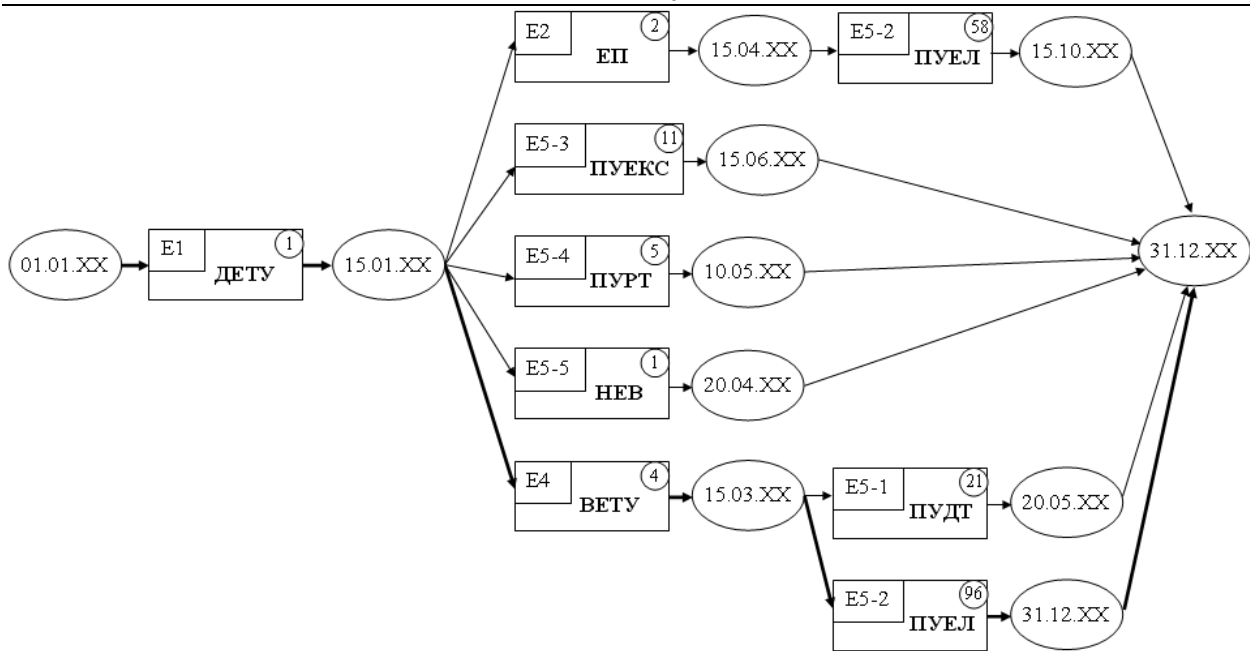 E2
2
ЕП
15.04.XX
E5-2
58
ПУЕЛ
15.10.XX
E5-3
11
ПУЕКС
15.06.XX
01.01.XX
E1
1
ДЕТУ
15.01.XX
E5-4
5
ПУРТ
10.05.XX
31.12.XX
E5-5
1
НЕВ
20.04.XX
E4
4
ВЕТУ
15.03.XX
E5-1
21
ПУДТ
20.05.XX
E5-2
96
ПУЕЛ
31.12.XX